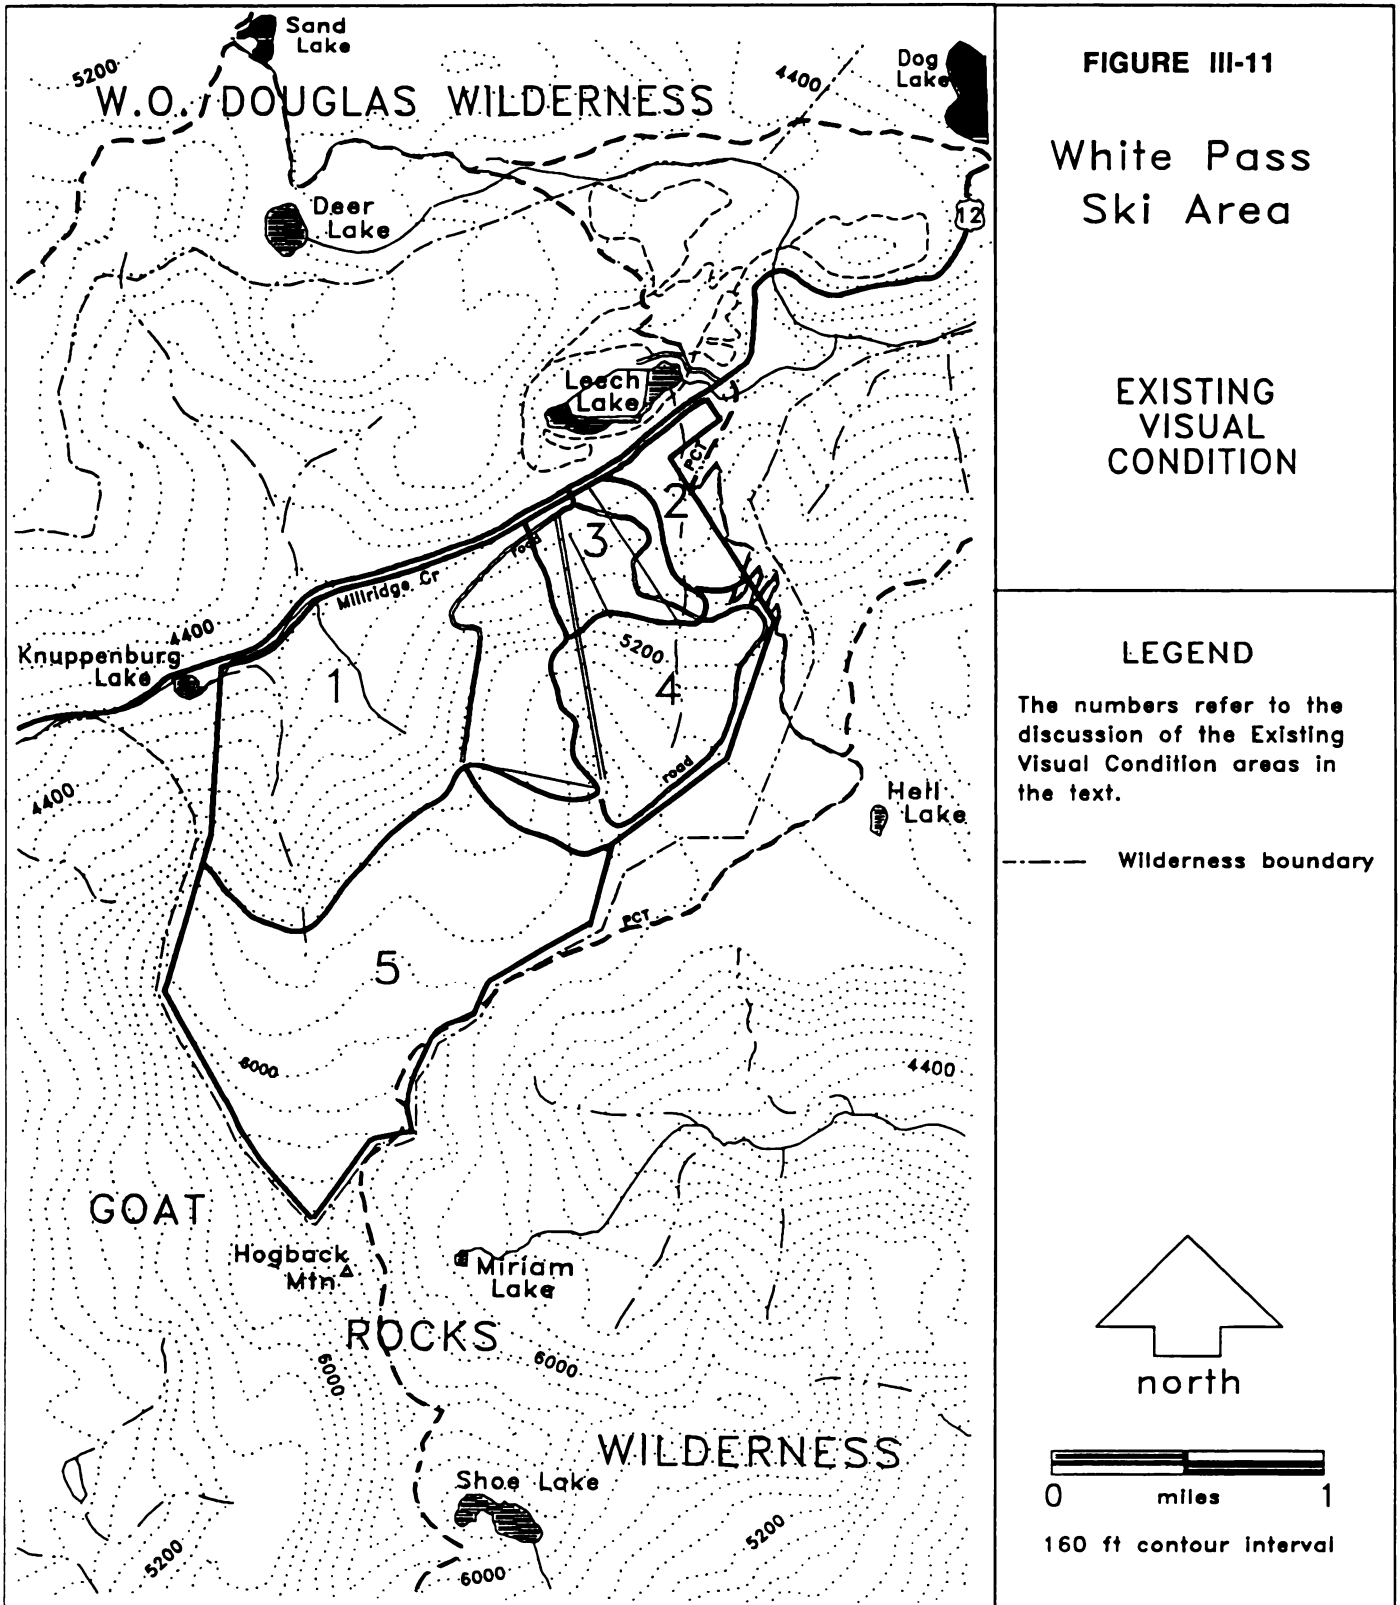 Sand
Lake
5200
W.O. DOUGLAS WILDERNESS
4400
Dog
Lake
12
Deer
Lake
Leech
Lake
PCT
2
3
road
Millridge Cr
4400
Knuppenburg
Lake
1
5200
4
road
4400
Hell
Lake
PCT
5
6000
4400
GOAT
Hogback
Mtn
Miriam
Lake
ROCKS
6000
6000
WILDERNESS
Shoe Lake
5200
5200
6000
FIGURE III-11
White Pass
Ski Area
EXISTING
VISUAL
CONDITION
LEGEND
The numbers refer to the
discussion of the Existing
Visual Condition areas in
the text.
Wilderness boundary
north
0 miles 1
160 ft contour interval